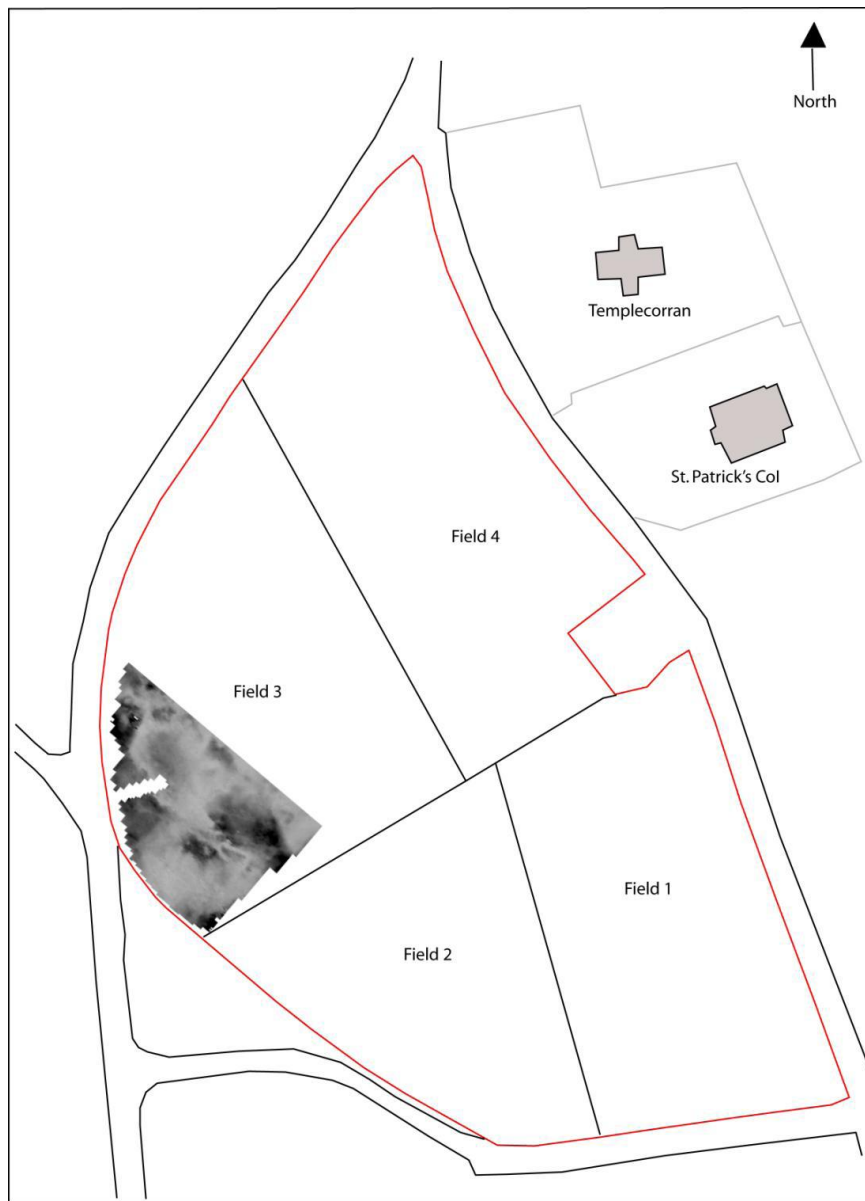 North
Templecorran
St. Patrick's Col
Field 4
Field 3
Field 1
Field 2